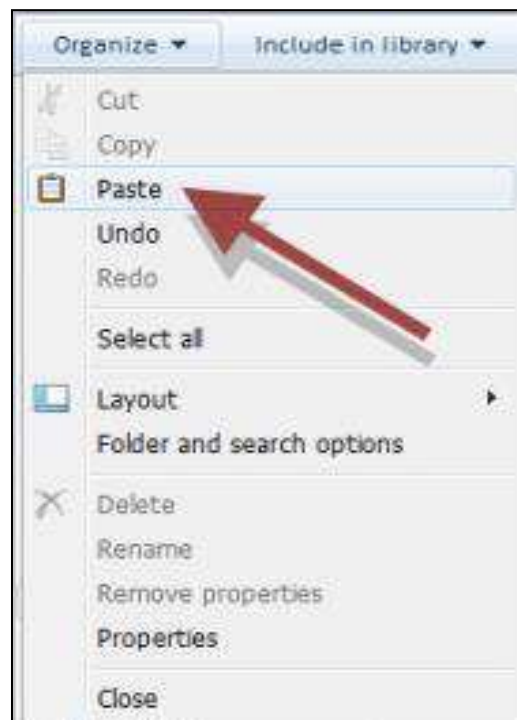 Organize Include in library
Cut
Copy
Paste
Undo
Redo
Select all
Layout
Folder and search options
Delete
Rename
Remove properties
Properties
Close